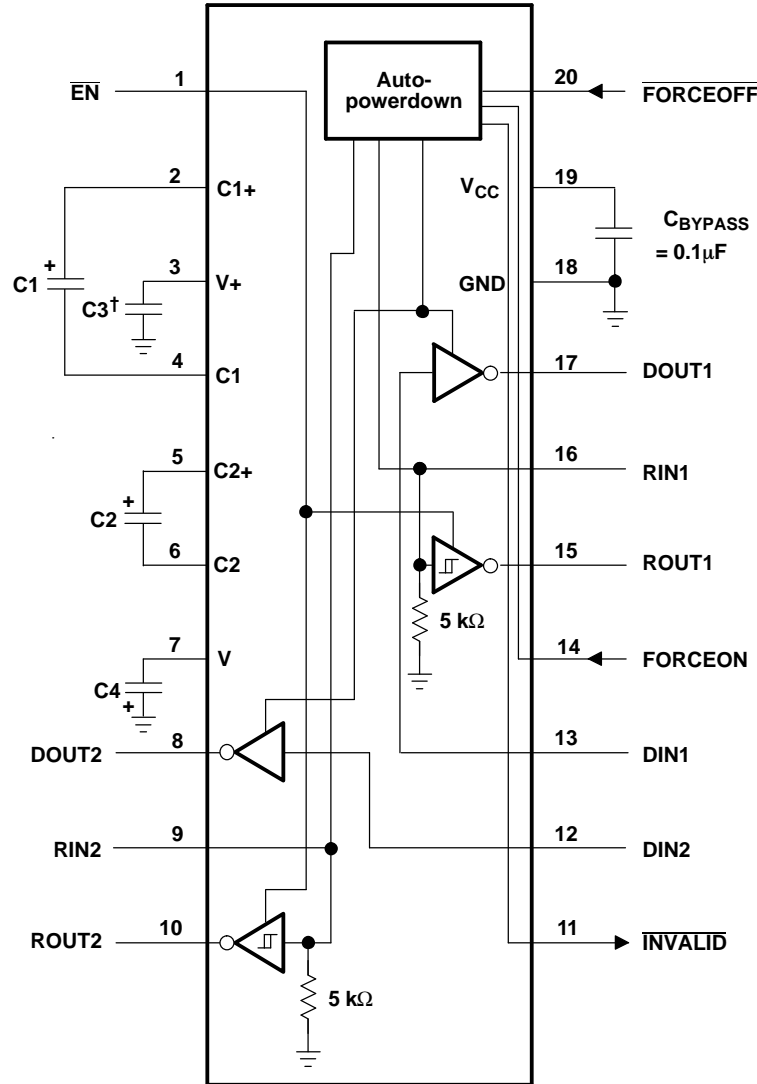 Auto-
powerdown
EN 1
20 FORCEOFF
2 C1+
VCC 19
CBYPASS
= 0.1µF
+
C1
3 V+
GND 18
C3†
4 C1
17 DOUT1
5 C2+
16 RIN1
+
C2
6 C2
15 ROUT1
5 kΩ
7 V
14 FORCEON
C4
+
DOUT2 8
13 DIN1
RIN2 9
12 DIN2
ROUT2 10
11 INVALID
5 kΩ